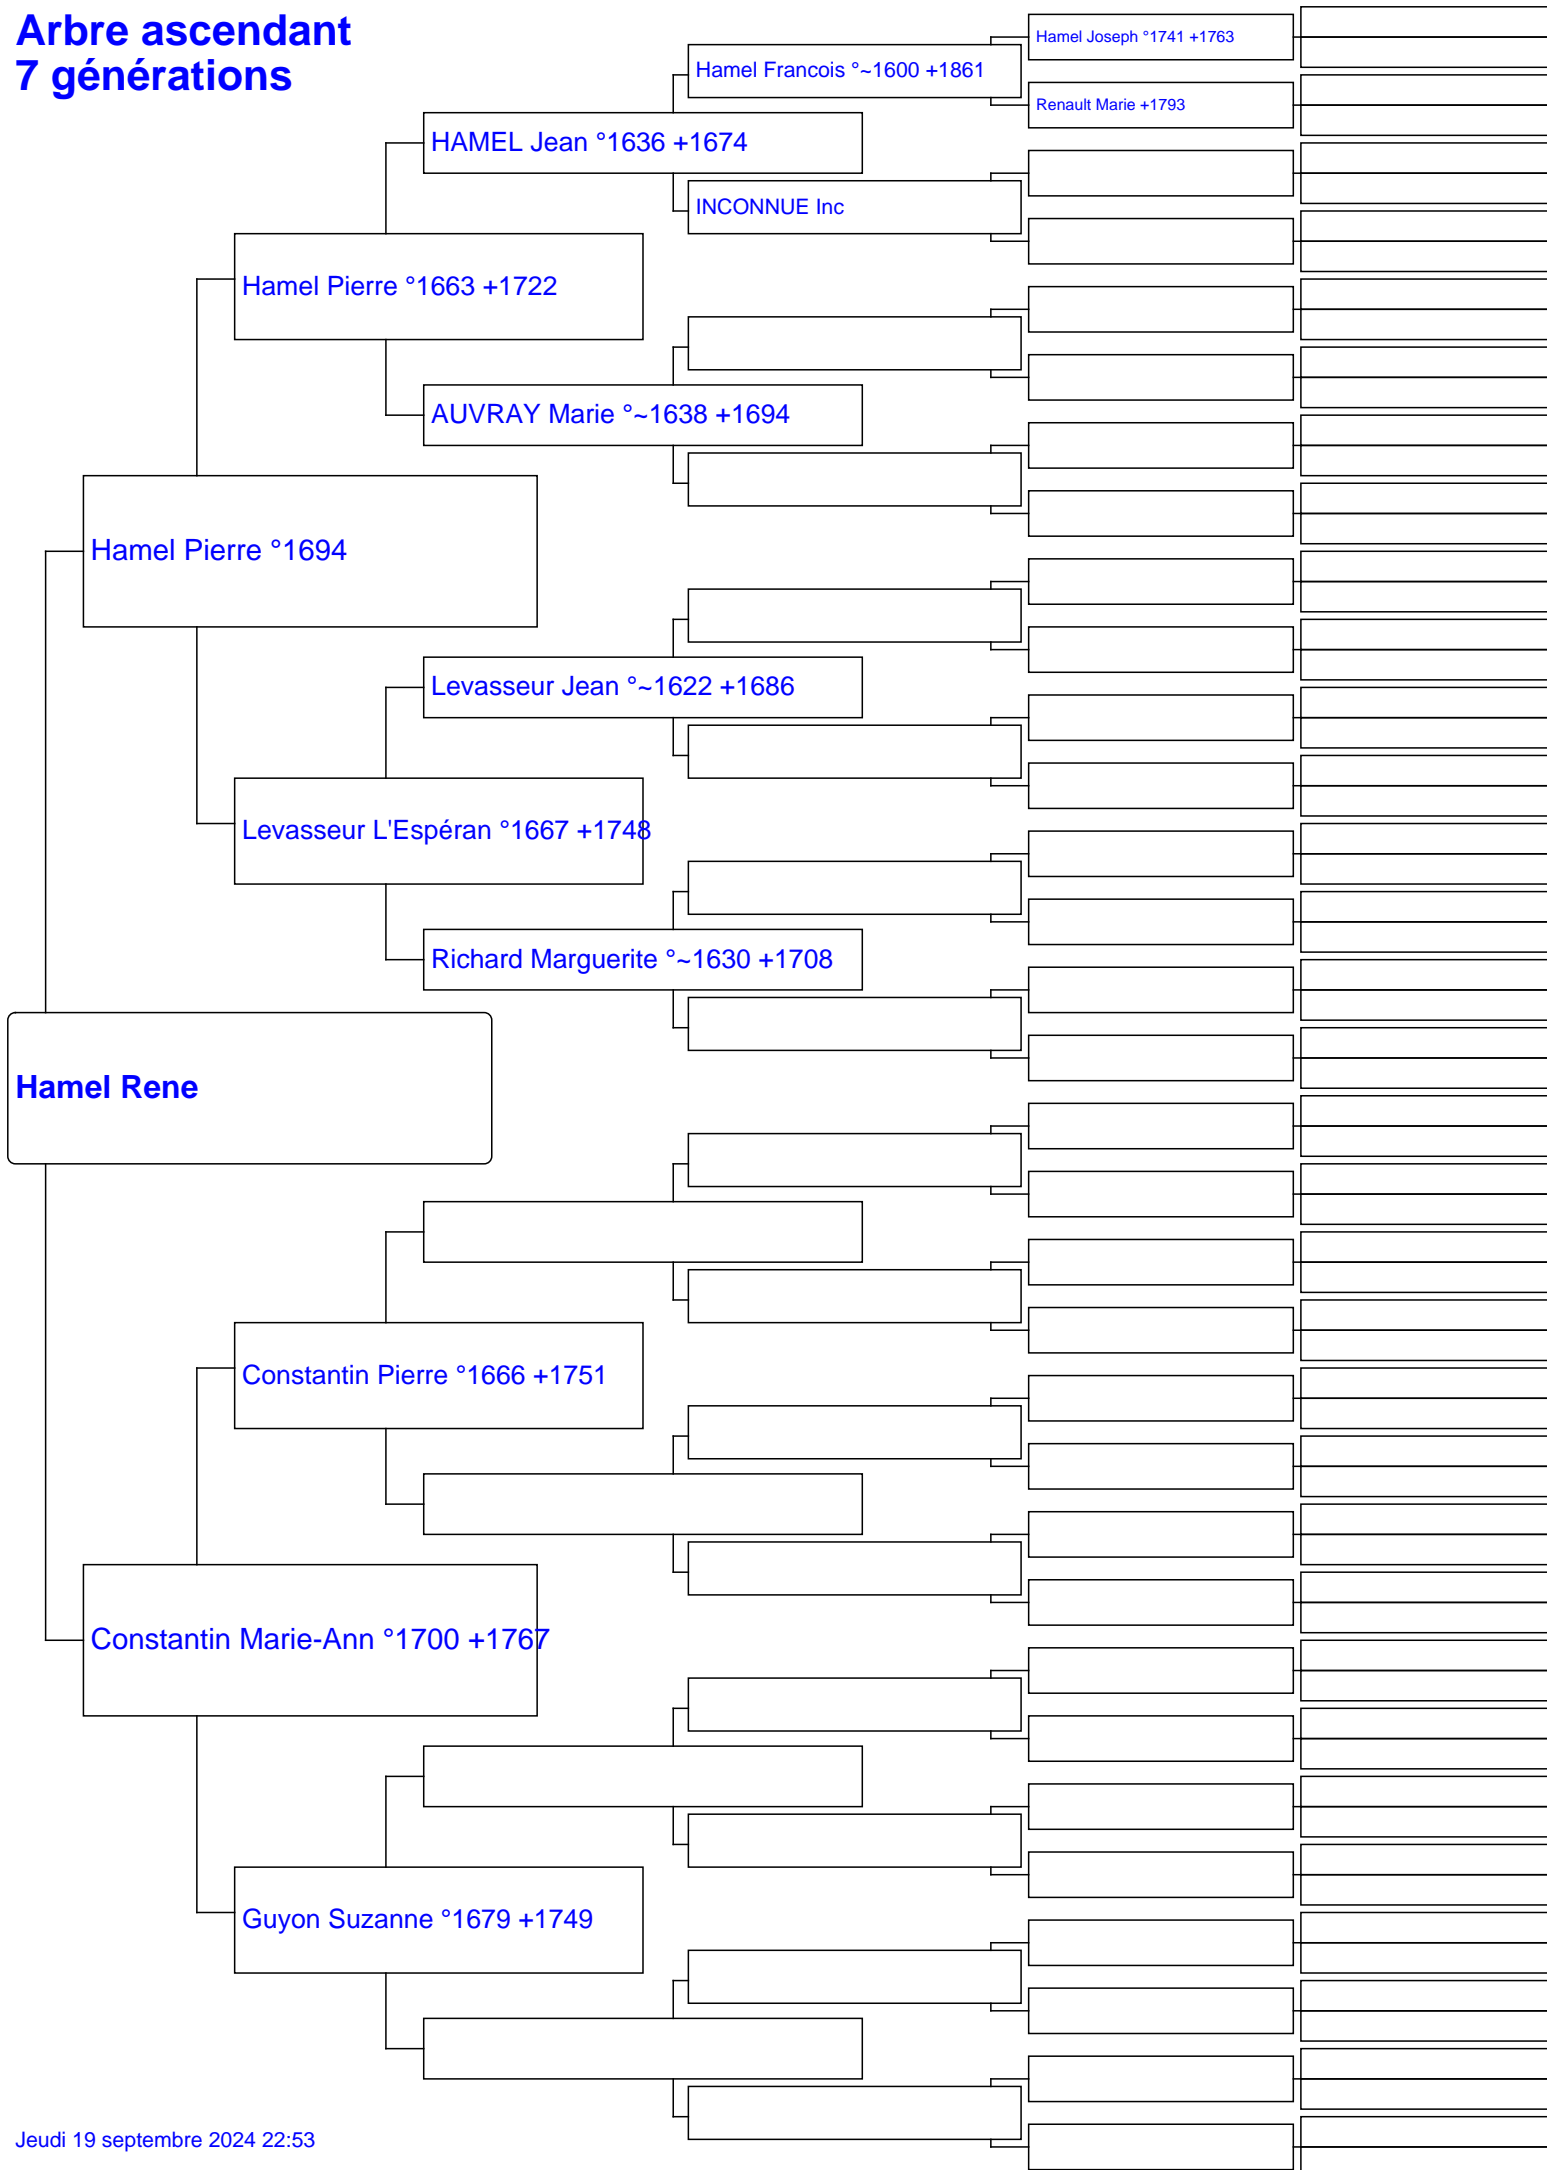 Arbre ascendant
7 générations
Hamel Joseph °1741 +1763
Hamel Francois °~1600 +1861
Renault Marie +1793
HAMEL Jean °1636 +1674
INCONNUE Inc
Hamel Pierre °1663 +1722
AUVRAY Marie °~1638 +1694
Hamel Pierre °1694
Levasseur Jean °~1622 +1686
Levasseur L'Espéran °1667 +1748
Richard Marguerite °~1630 +1708
Hamel Rene
Constantin Pierre °1666 +1751
Constantin Marie-Ann °1700 +1767
Guyon Suzanne °1679 +1749
Jeudi 19 septembre 2024 22:53